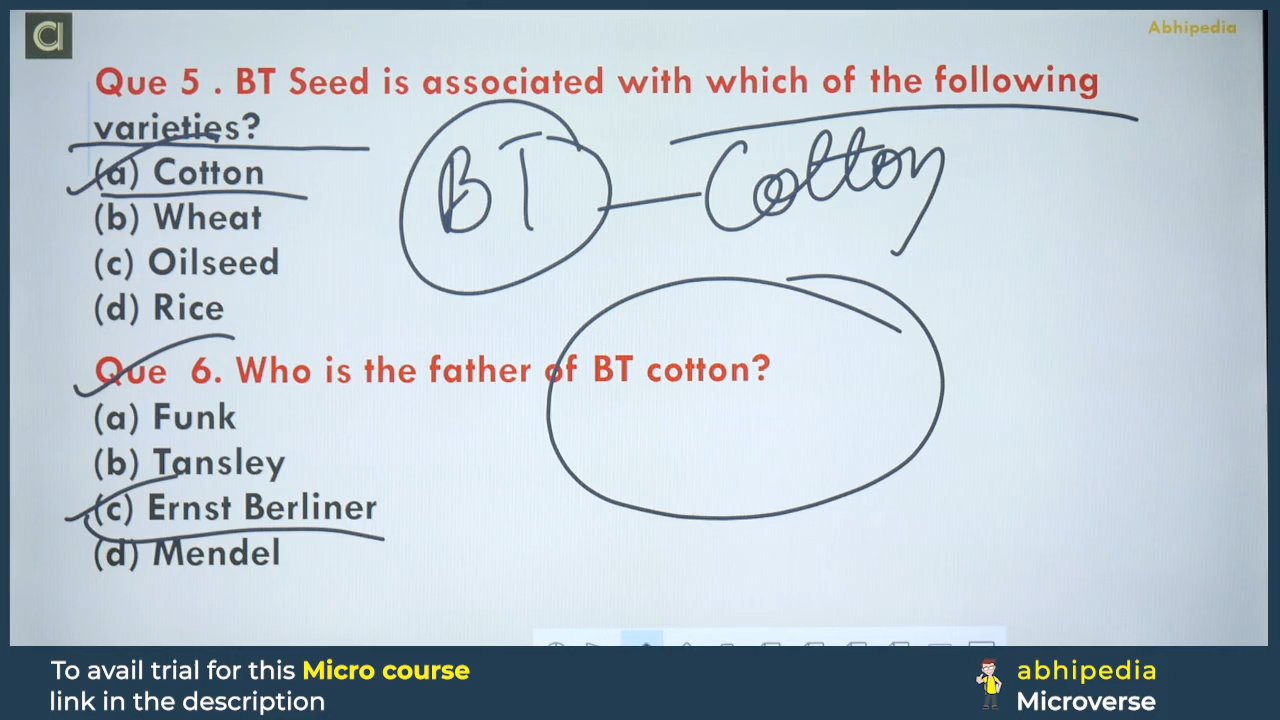 Abhipedia
Que 5 . BT Seed is associated with which of the following
varieties?
(a) Cotton
(b) Wheat
(c) Oilseed
(d) Rice
BT — Cotton
Que 6. Who is the father of BT cotton?
(a) Funk
(b) Tansley
(c) Ernst Berliner
(d) Mendel
To avail trial for this Micro course
link in the description
abhipedia
Microverse